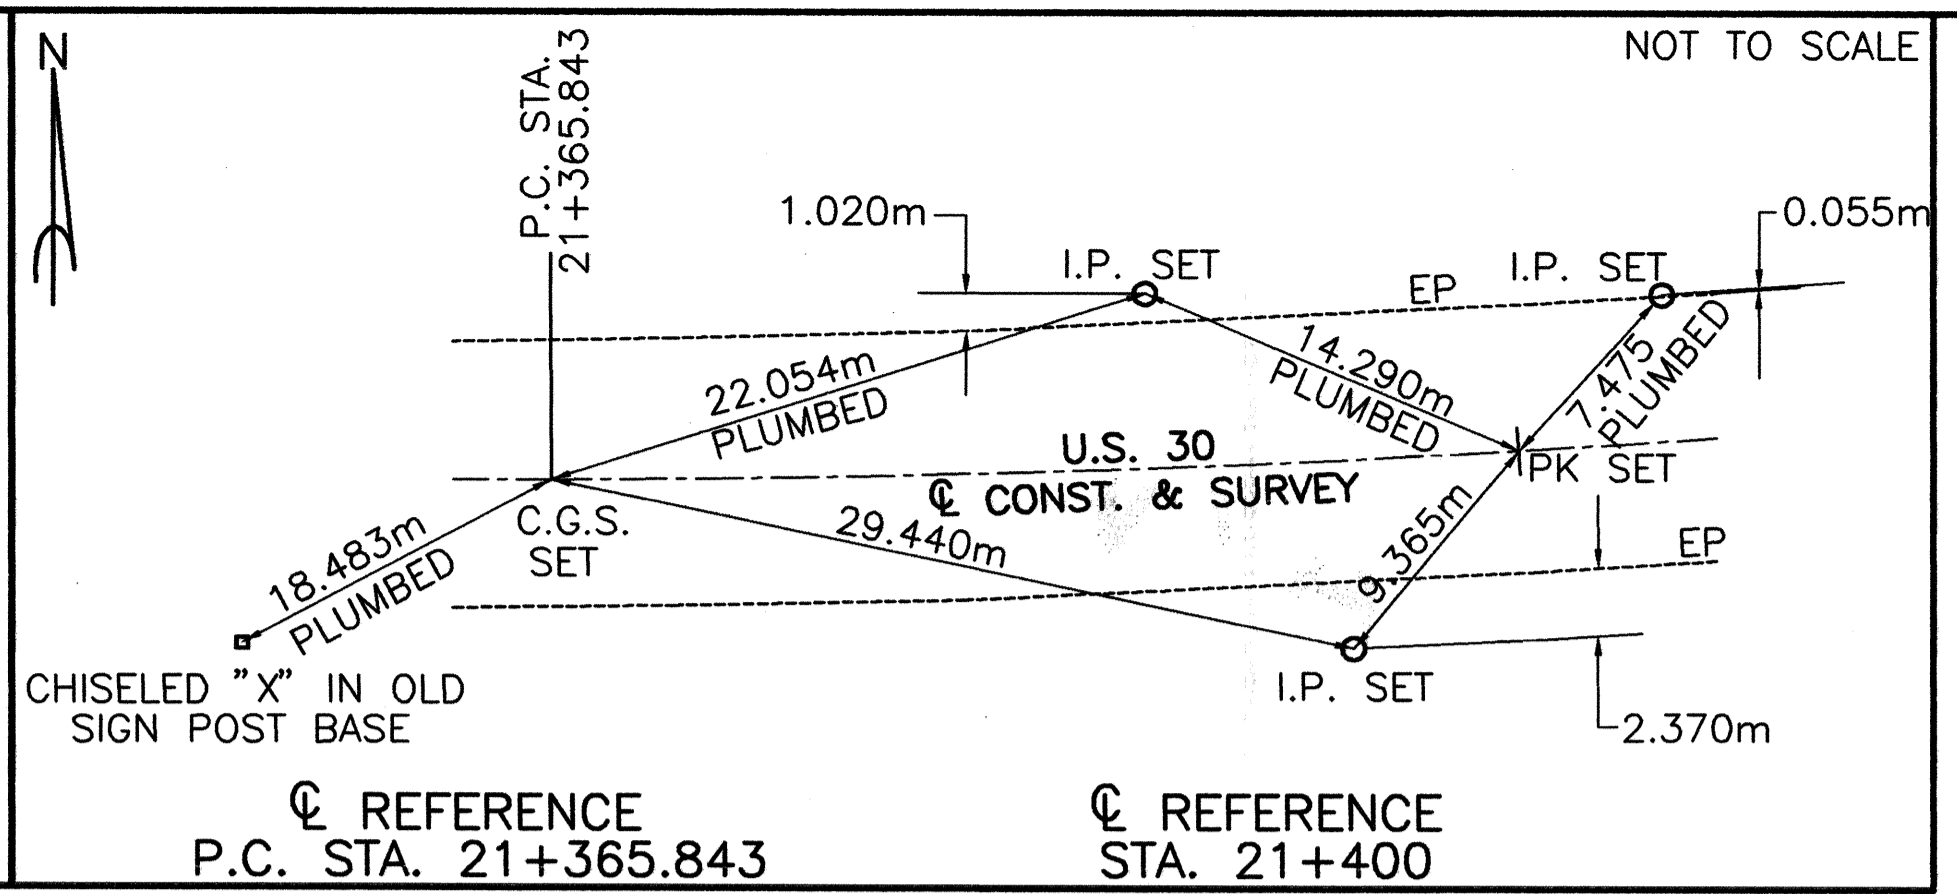 N
NOT TO SCALE
P.C. STA.
21+365.843
1.020m
0.055m
I.P. SET
I.P. SET
EP
22.054m
PLUMBED
14.290m
PLUMBED
7.475
PLUMBED
U.S. 30
℄ CONST. & SURVEY
PK SET
C.G.S.
SET
29.440m
9.365m
EP
18.483m
PLUMBED
CHISELED "X" IN OLD
SIGN POST BASE
I.P. SET
2.370m
℄ REFERENCE
P.C. STA. 21+365.843
℄ REFERENCE
STA. 21+400